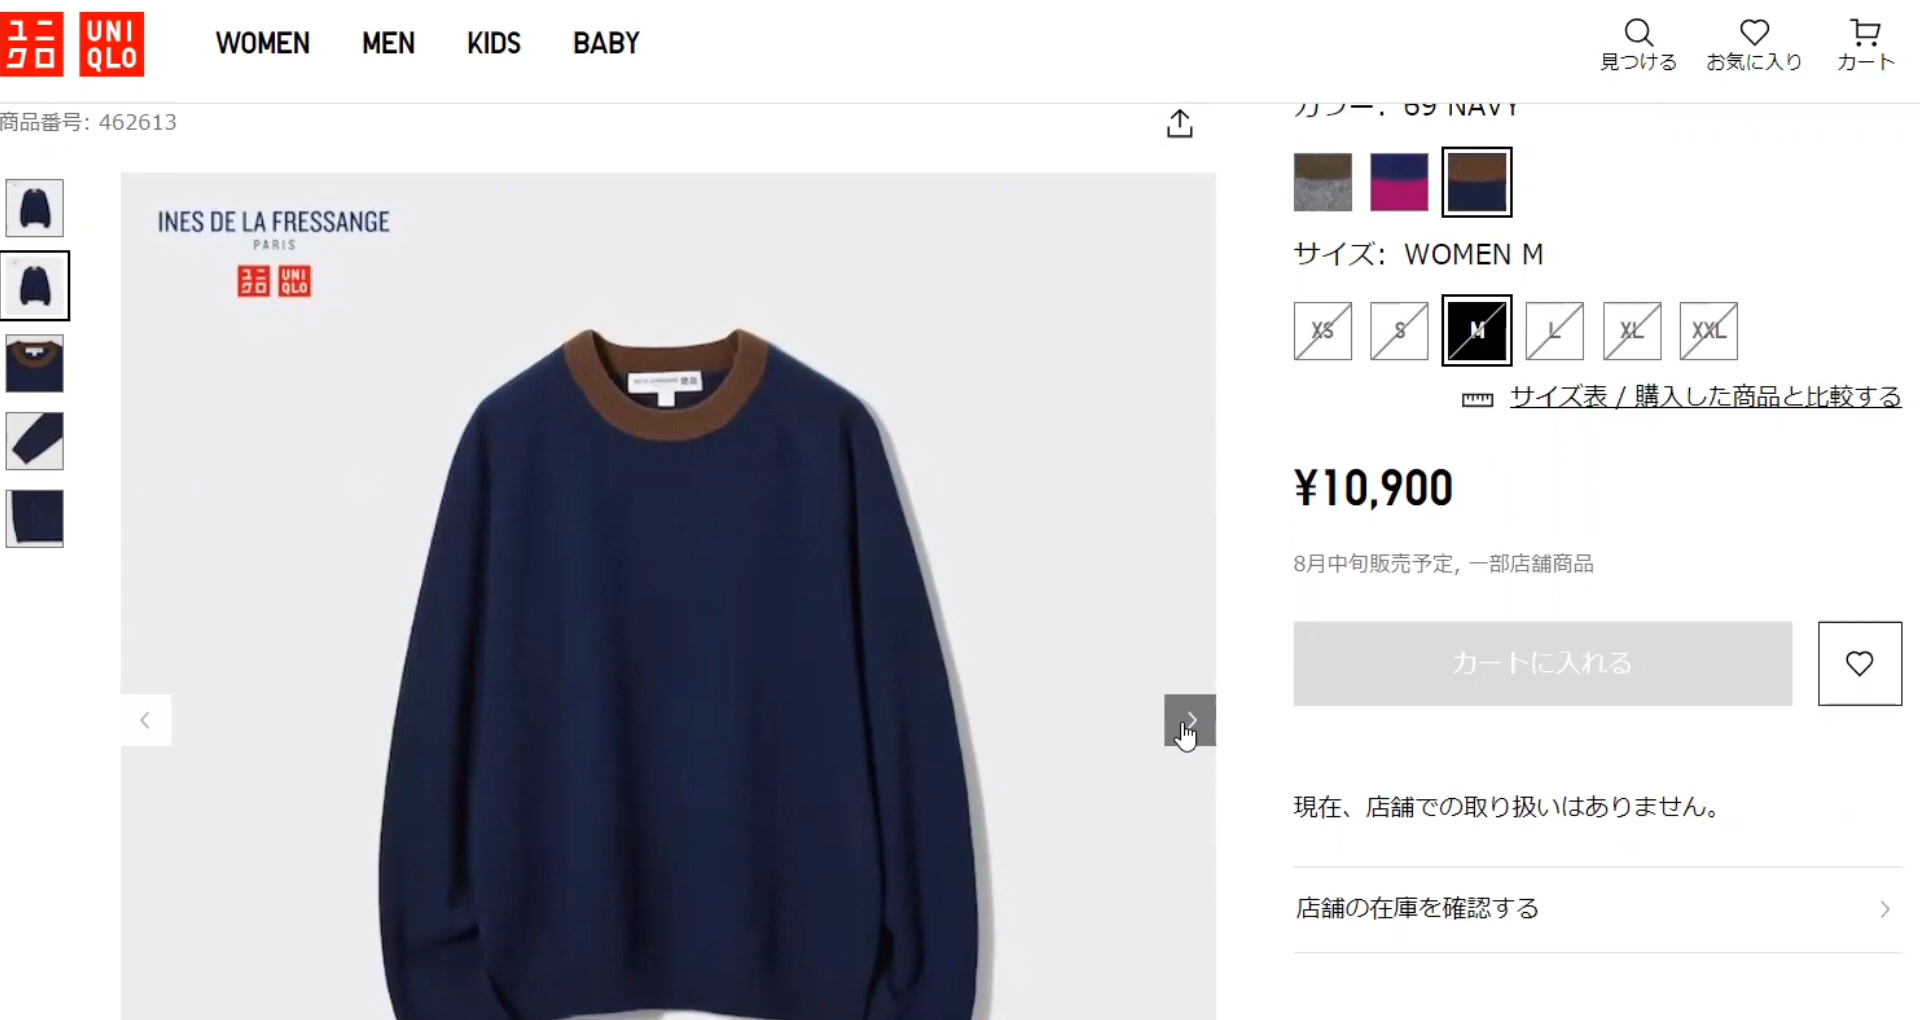 ユニクロ
UNIQLO
WOMEN MEN KIDS BABY
見つける お気に入り カート
商品番号: 462613
カラー: 69 NAVY
INES DE LA FRESSANGE
PARIS
ユニクロ UNIQLO
サイズ: WOMEN M
XS S M L XL XXL
サイズ表 / 購入した商品と比較する
¥10,900
8月中旬販売予定, 一部店舗商品
カートに入れる
現在、店舗での取り扱いはありません。
店舗の在庫を確認する